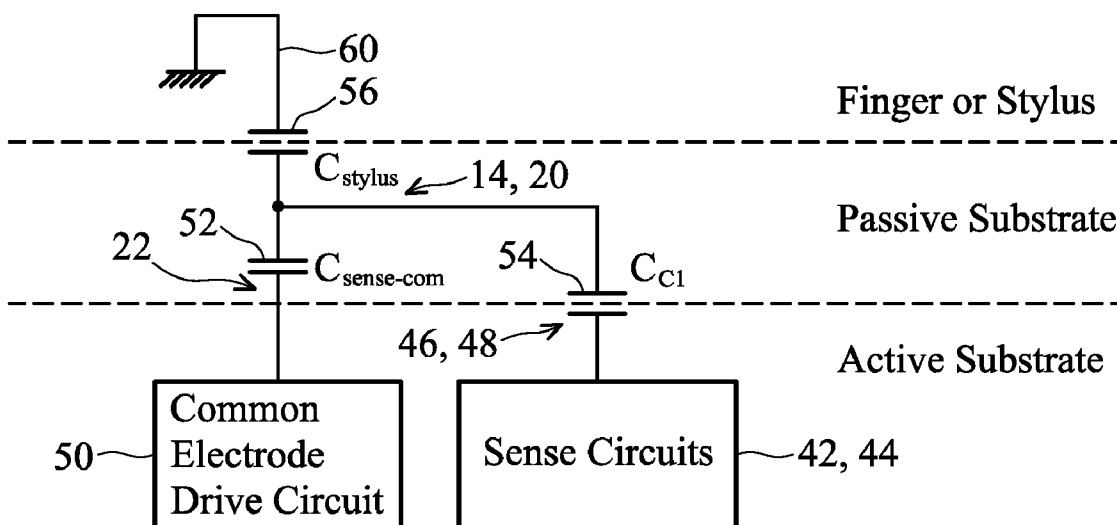 60
56
Finger or Stylus
C_stylus
14, 20
52
Passive Substrate
22
C_sense-com
54
C_C1
46, 48
Active Substrate
50
Common
Electrode
Drive Circuit
Sense Circuits
42, 44